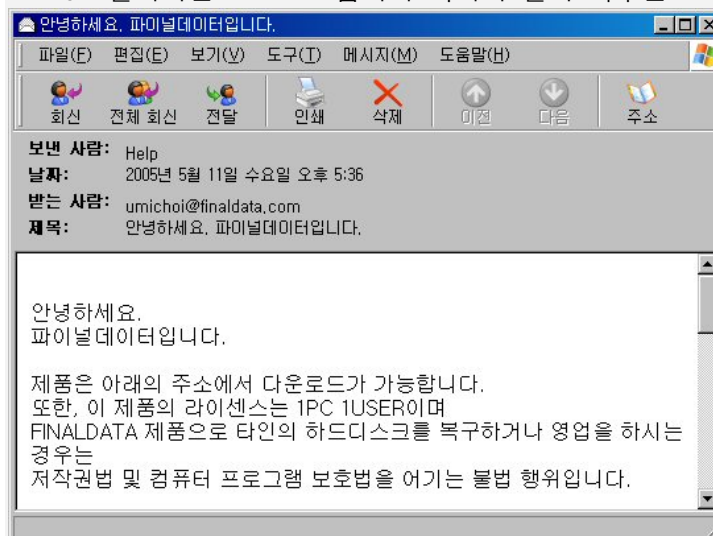 안녕하세요. 파이널데이터입니다.
파일(F) 편집(E) 보기(V) 도구(T) 메시지(M) 도움말(H)
회신 전체 회신 전달 인쇄 삭제 이전 다음 주소
보낸 사람: Help
날짜: 2005년 5월 11일 수요일 오후 5:36
받는 사람: umichoi@finaldata.com
제목: 안녕하세요. 파이널데이터입니다.
안녕하세요.
파이널데이터입니다.
제품은 아래의 주소에서 다운로드가 가능합니다.
또한, 이 제품의 라이센스는 1PC 1USER이며
FINALDATA 제품으로 타인의 하드디스크를 복구하거나 영업을 하시는
경우는
저작권법 및 컴퓨터 프로그램 보호법을 어기는 불법 행위입니다.